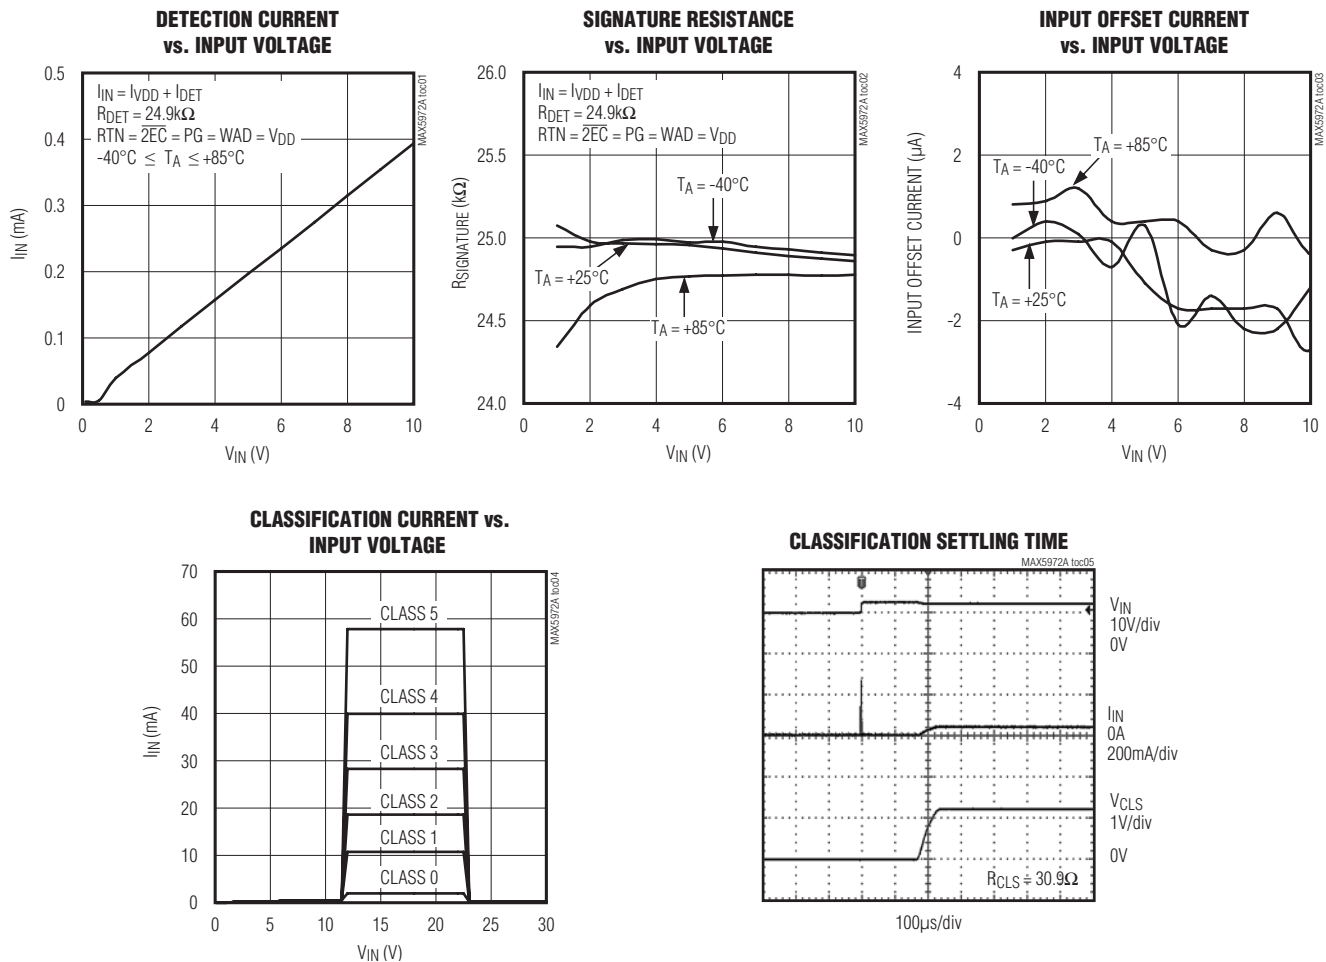 DETECTION CURRENT
vs. INPUT VOLTAGE
MAX5972A toc01
IIN = IVDD + IDET
RDET = 24.9kΩ
RTN = 2EC = PG = WAD = VDD
-40°C ≤ TA ≤ +85°C
IIN (mA)
0.5
0.4
0.3
0.2
0.1
0
0 2 4 6 8 10
VIN (V)
SIGNATURE RESISTANCE
vs. INPUT VOLTAGE
MAX5972A toc02
IIN = IVDD + IDET
RDET = 24.9kΩ
RTN = 2EC = PG = WAD = VDD
TA = -40°C
TA = +25°C
TA = +85°C
RSIGNATURE (kΩ)
26.0
25.5
25.0
24.5
24.0
0 2 4 6 8 10
VIN (V)
INPUT OFFSET CURRENT
vs. INPUT VOLTAGE
MAX5972A toc03
TA = +85°C
TA = -40°C
TA = +25°C
INPUT OFFSET CURRENT (µA)
4
2
0
-2
-4
0 2 4 6 8 10
VIN (V)
CLASSIFICATION CURRENT vs.
INPUT VOLTAGE
MAX5972A toc04
CLASS 5
CLASS 4
CLASS 3
CLASS 2
CLASS 1
CLASS 0
IIN (mA)
70
60
50
40
30
20
10
0
0 5 10 15 20 25 30
VIN (V)
CLASSIFICATION SETTLING TIME
MAX5972A toc05
VIN
10V/div
0V
IIN
0A
200mA/div
VCLS
1V/div
0V
RCLS = 30.9Ω
100µs/div